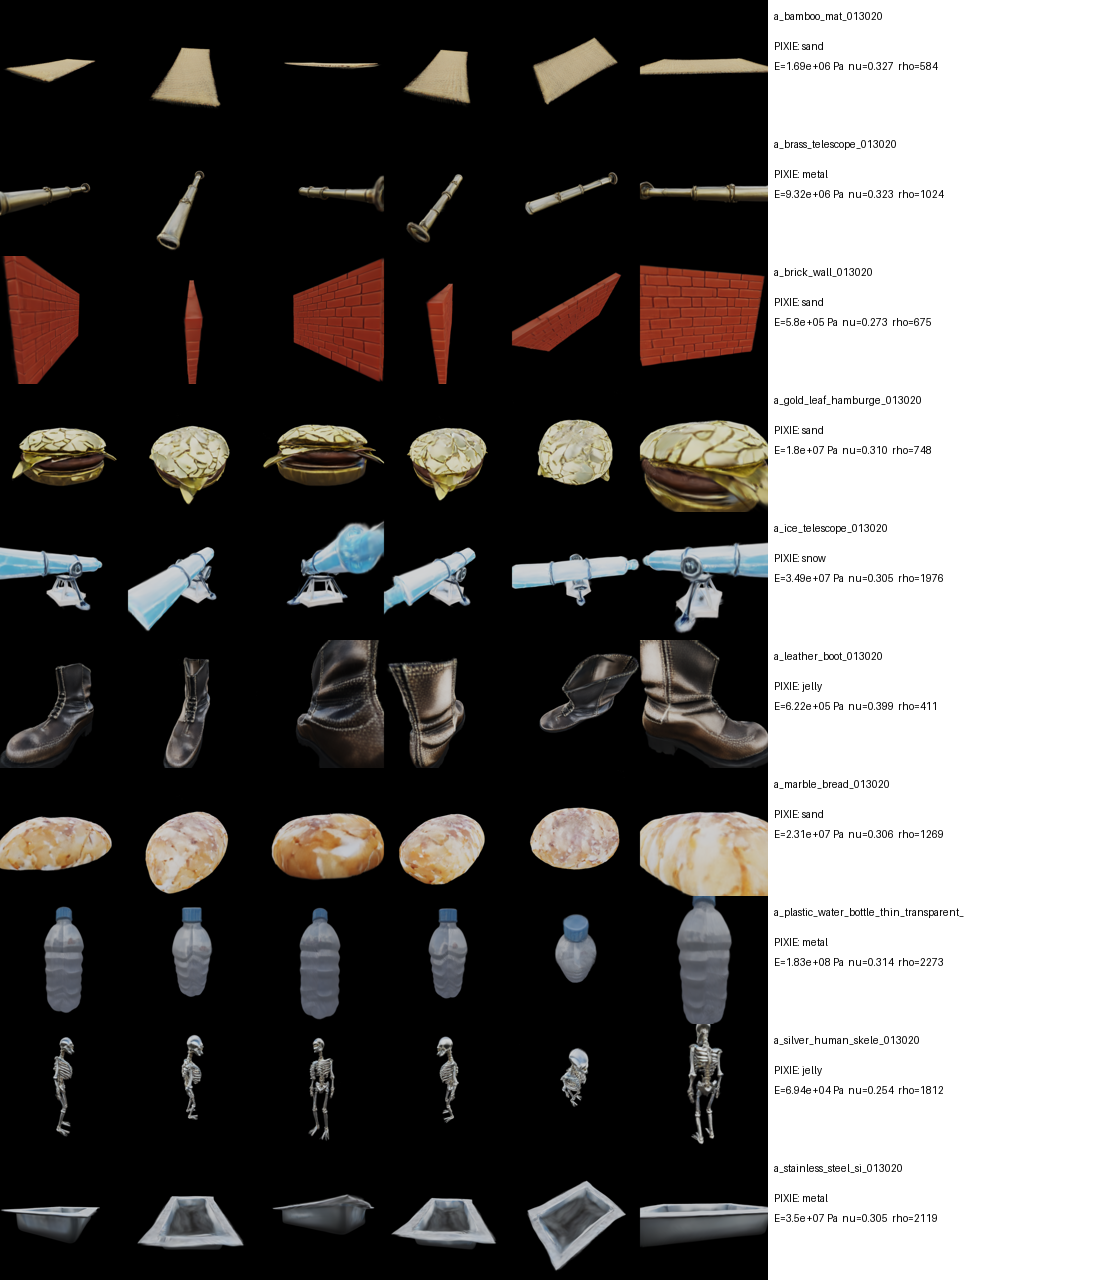 a_bamboo_mat_013020
PIXIE: sand
E=1.69e+06 Pa nu=0.327 rho=584
a_brass_telescope_013020
PIXIE: metal
E=9.32e+06 Pa nu=0.323 rho=1024
a_brick_wall_013020
PIXIE: sand
E=5.8e+05 Pa nu=0.273 rho=675
a_gold_leaf_hamburge_013020
PIXIE: sand
E=1.8e+07 Pa nu=0.310 rho=748
a_ice_telescope_013020
PIXIE: snow
E=3.49e+07 Pa nu=0.305 rho=1976
a_leather_boot_013020
PIXIE: jelly
E=6.22e+05 Pa nu=0.399 rho=411
a_marble_bread_013020
PIXIE: sand
E=2.31e+07 Pa nu=0.306 rho=1269
a_plastic_water_bottle_thin_transparent_
PIXIE: metal
E=1.83e+08 Pa nu=0.314 rho=2273
a_silver_human_skele_013020
PIXIE: jelly
E=6.94e+04 Pa nu=0.254 rho=1812
a_stainless_steel_si_013020
PIXIE: metal
E=3.5e+07 Pa nu=0.305 rho=2119